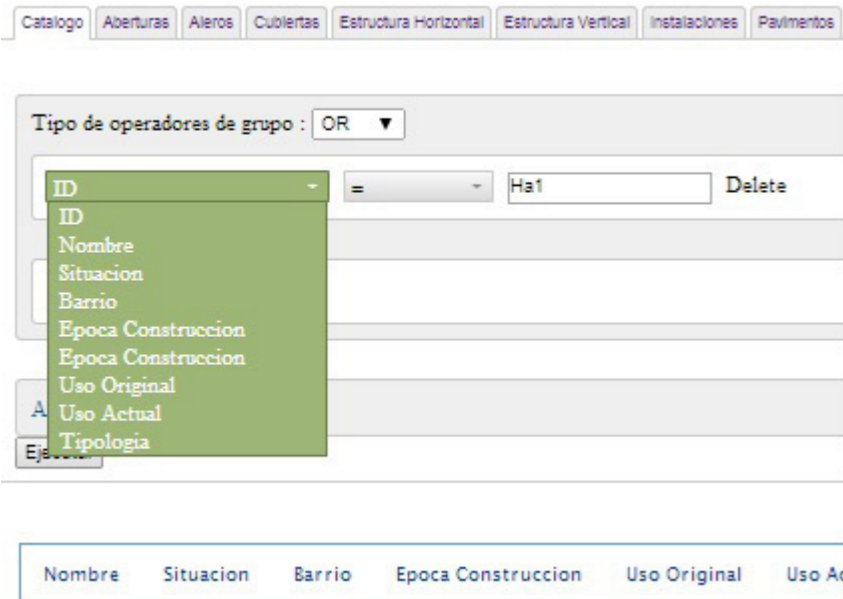 Catalogo Aberturas Aleros Cubiertas Estructura Horizontal Estructura Vertical Instalaciones Pavimentos
Tipo de operadores de grupo : OR
ID = Ha1 Delete
ID
Nombre
Situacion
Barrio
Epoca Construccion
Epoca Construccion
Uso Original
A Uso Actual
Tipologia
Nombre Situacion Barrio Epoca Construccion Uso Original Uso